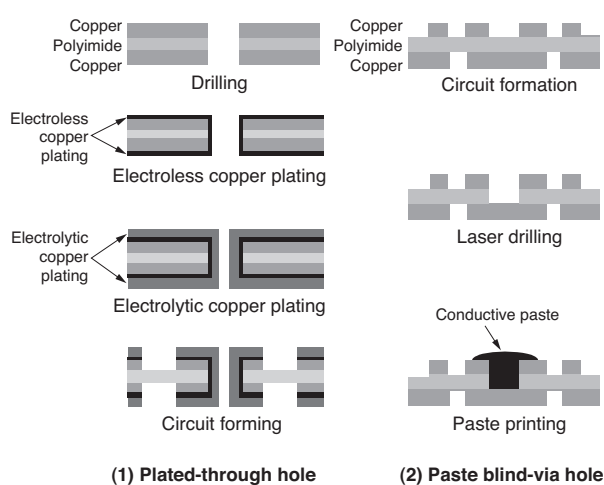 Copper
Polyimide
Copper
Drilling
Electroless
copper
plating
Electroless copper plating
Electrolytic
copper
plating
Electrolytic copper plating
Circuit forming
(1) Plated-through hole
Copper
Polyimide
Copper
Circuit formation
Laser drilling
Conductive paste
Paste printing
(2) Paste blind-via hole